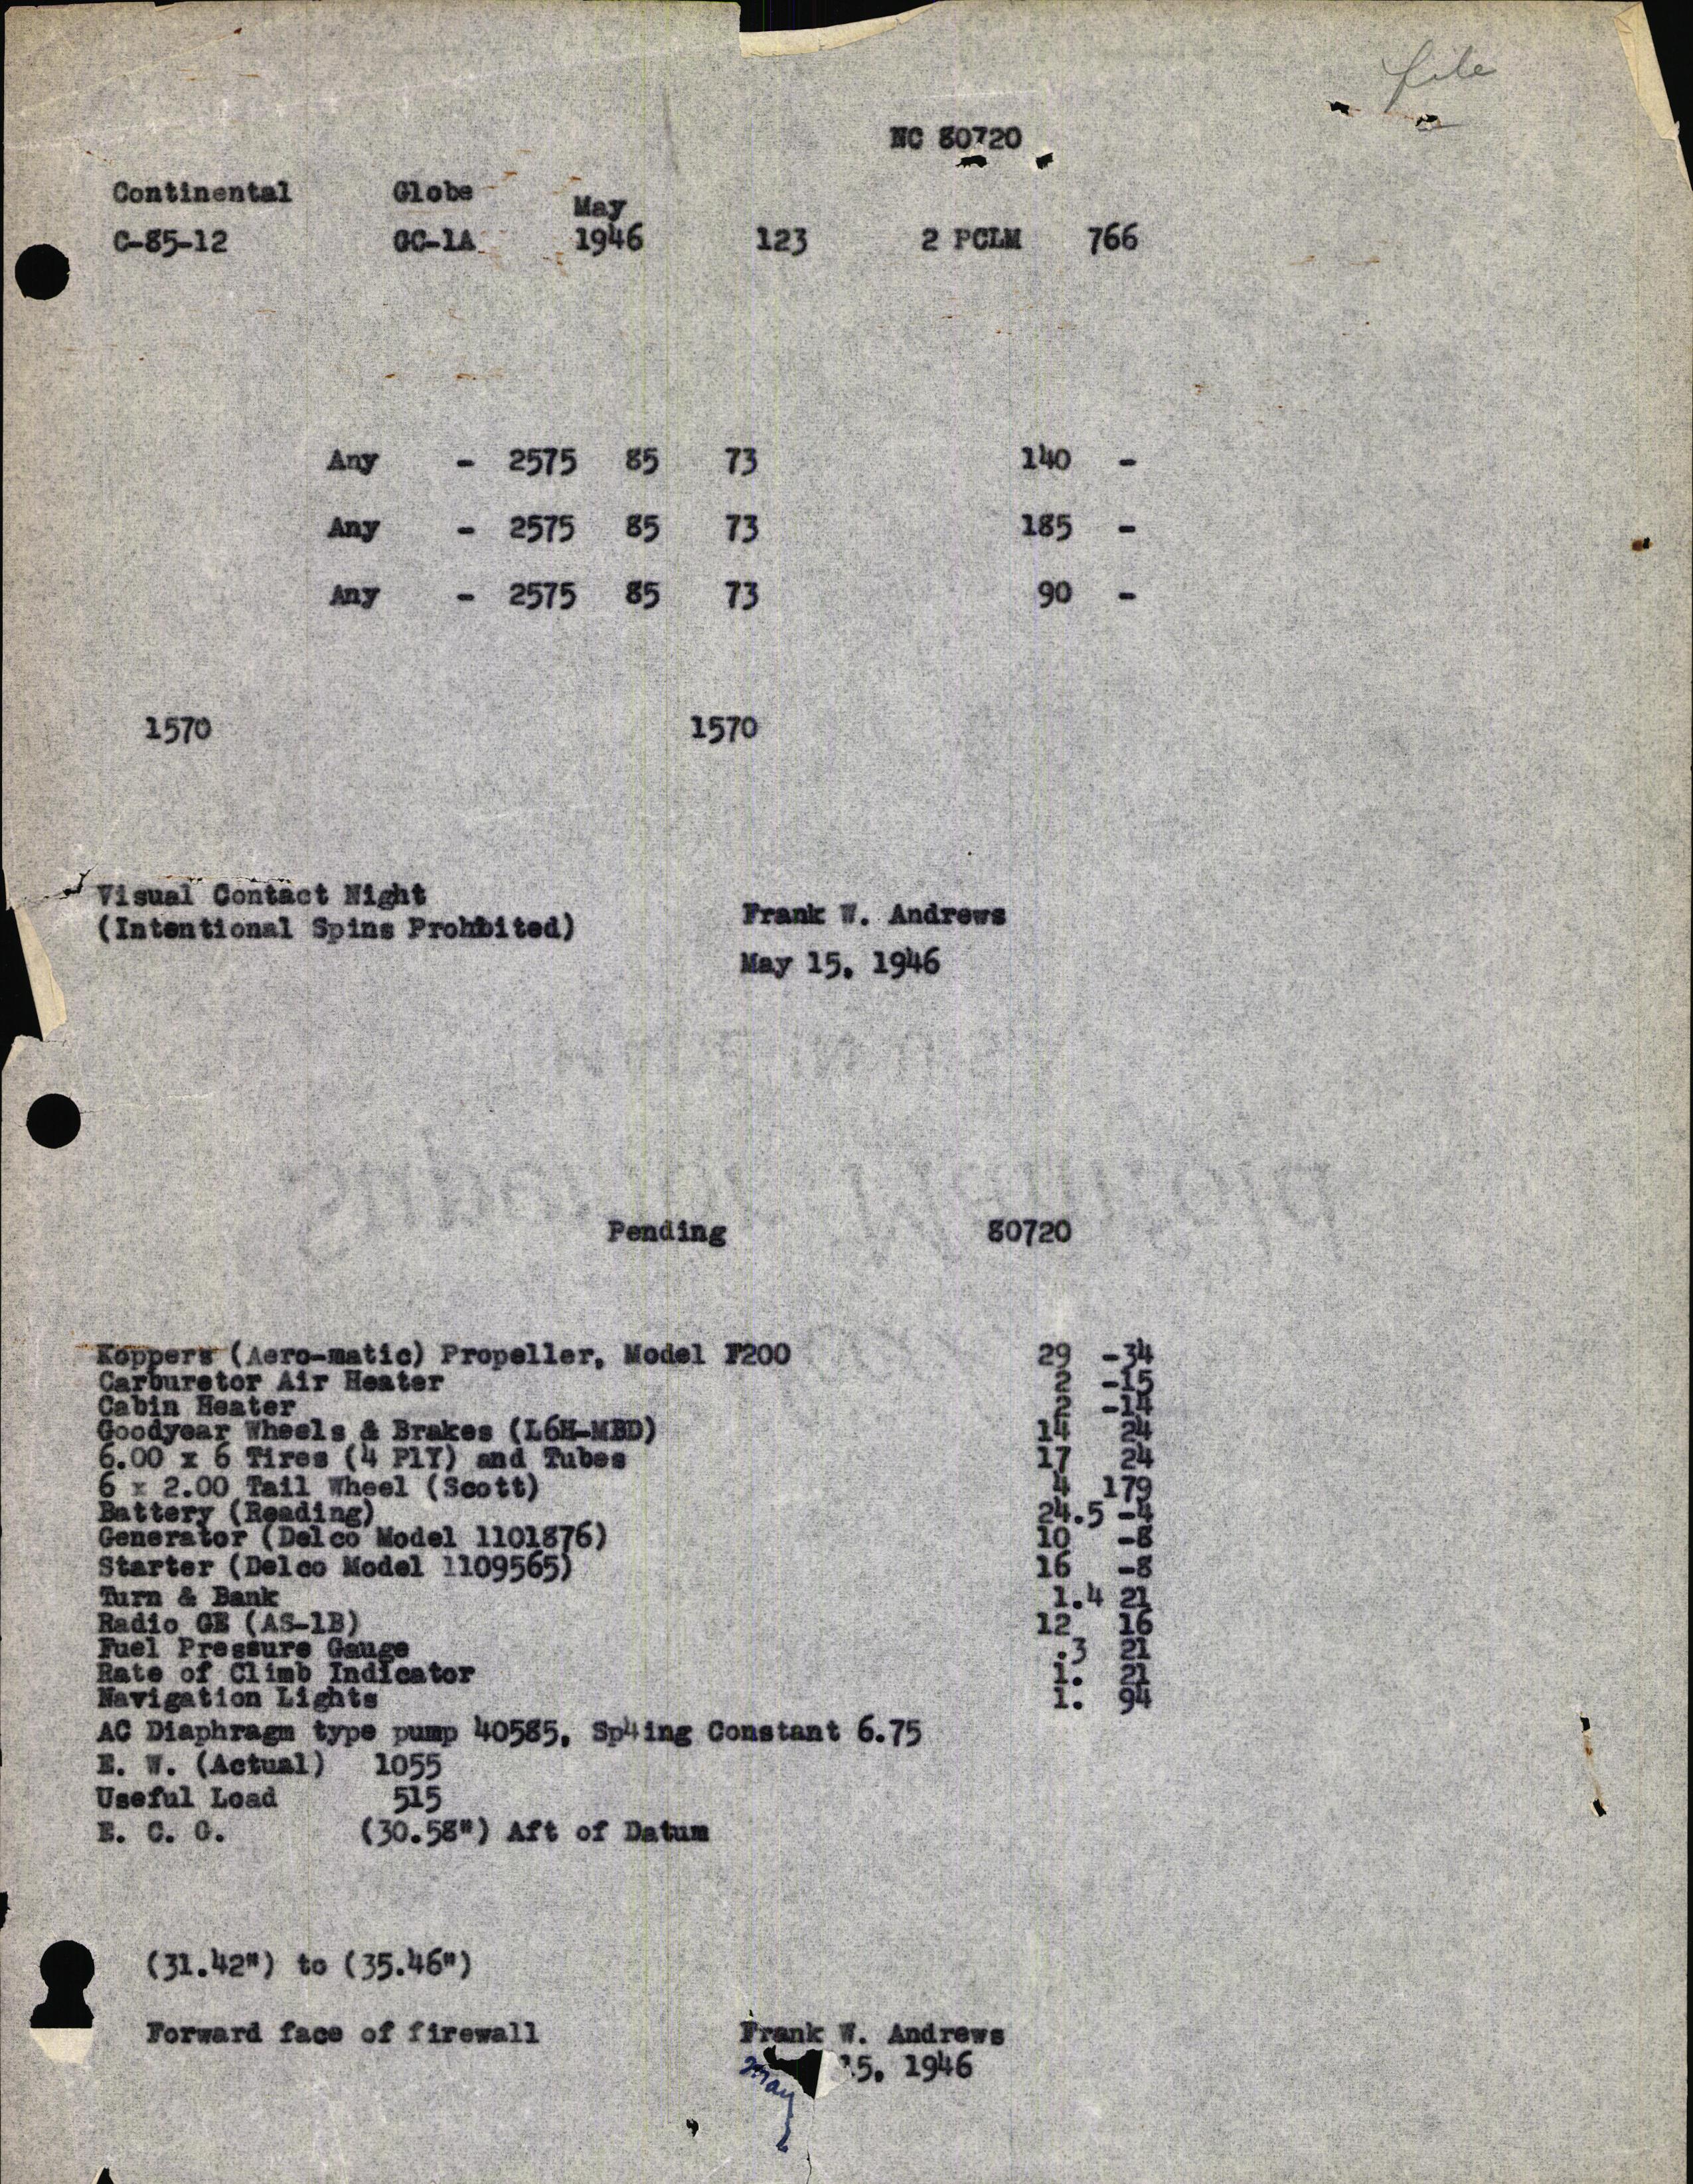 file
NC 80720
Continental Globe May
C-85-12 GC-1A 1946 123 2 PCLM 766
Any - 2575 85 73 140 -
Any - 2575 85 73 185 -
Any - 2575 85 73 90 -
1570 1570
Visual Contact Night
(Intentional Spins Prohbited)
Frank W. Andrews
May 15, 1946
Pending 80720
Koppers (Aero-matic) Propeller, Model F200 29 -34
Carburetor Air Heater 2 -15
Cabin Heater 2 -14
Goodyear Wheels & Brakes (L6H-MBD) 14 24
6.00 x 6 Tires (4 PlY) and Tubes 17 24
6 x 2.00 Tail Wheel (Scott) 4 179
Battery (Reading) 24.5 -4
Generator (Delco Model 1101876) 10 -8
Starter (Delco Model 1109565) 16 -8
Turn & Bank 1.4 21
Radio GE (AS-1B) 12 16
Fuel Pressure Gauge .3 21
Rate of Climb Indicator 1. 21
Navigation Lights 1. 94
AC Diaphragm type pump 40585, Sp4ing Constant 6.75
E. W. (Actual) 1055
Useful Load 515
E. C. G. (30.58") Aft of Datum
(31.42") to (35.46")
Forward face of firewall Frank W. Andrews
May 15, 1946